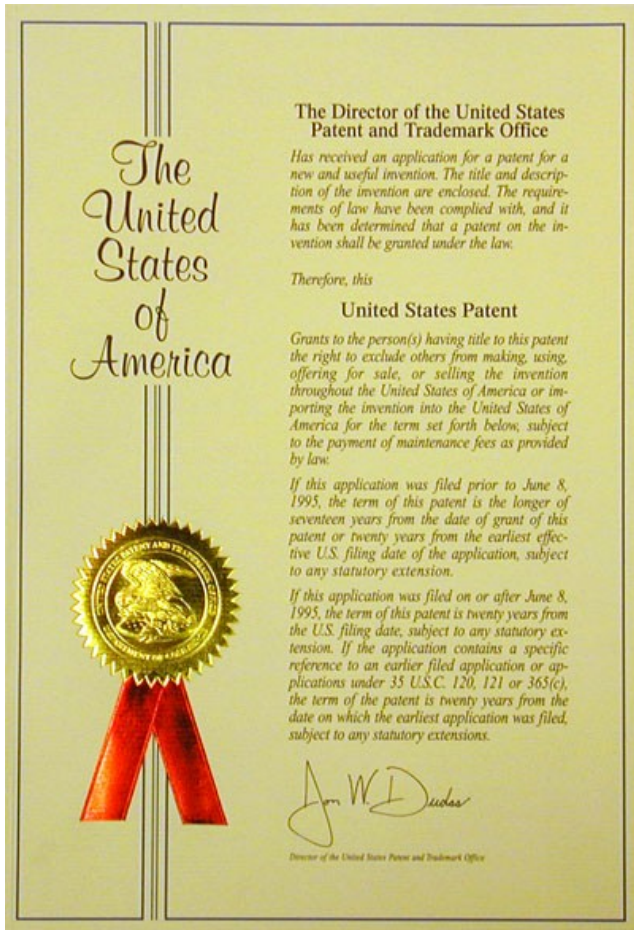 The
United
States
of
America
The Director of the United States
Patent and Trademark Office
Has received an application for a patent for a
new and useful invention. The title and descrip-
tion of the invention are enclosed. The require-
ments of law have been complied with, and it
has been determined that a patent on the in-
vention shall be granted under the law.
Therefore, this
United States Patent
Grants to the person(s) having title to this patent
the right to exclude others from making, using,
offering for sale, or selling the invention
throughout the United States of America or im-
porting the invention into the United States of
America for the term set forth below, subject
to the payment of maintenance fees as provided
by law.
If this application was filed prior to June 8,
1995, the term of this patent is the longer of
seventeen years from the date of grant of this
patent or twenty years from the earliest effec-
tive U.S. filing date of the application, subject
to any statutory extension.
If this application was filed on or after June 8,
1995, the term of this patent is twenty years from
the U.S. filing date, subject to any statutory ex-
tension. If the application contains a specific
reference to an earlier filed application or ap-
plications under 35 U.S.C. 120, 121 or 365(c),
the term of the patent is twenty years from the
date on which the earliest application was filed,
subject to any statutory extensions.
Jon W. Dudas
Director of the United States Patent and Trademark Office